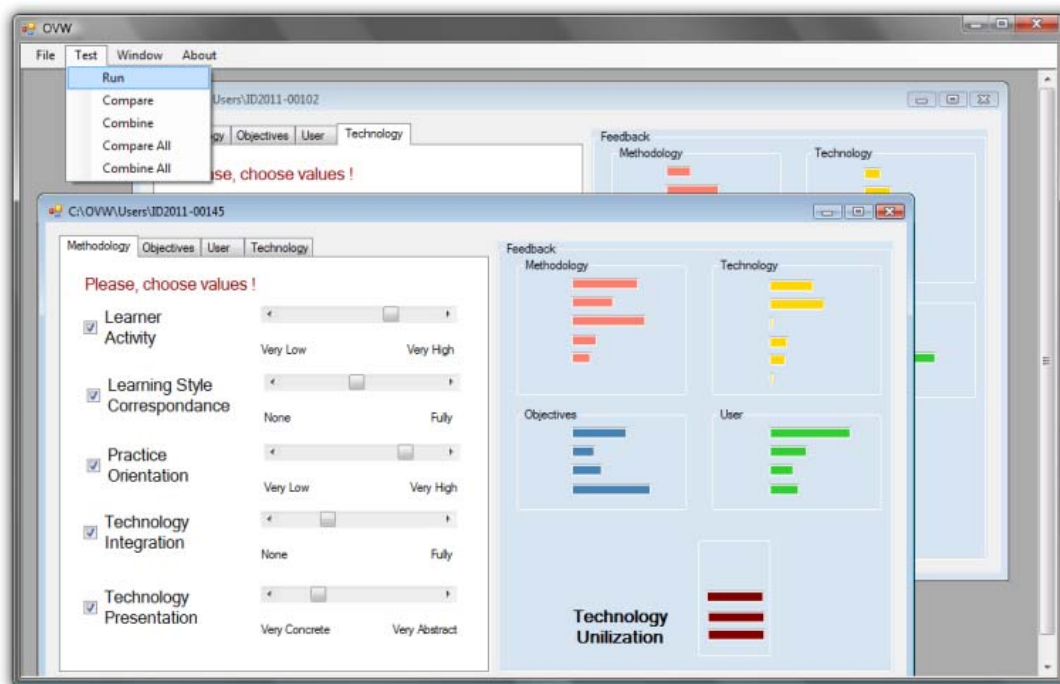 OVW
File Test Window About
Run
Compare
Combine
Compare All
Combine All
Users\ID2011-00102
gy Objectives User Technology
se, choose values !
Feedback
Methodology Technology
C:\OVW\Users\ID2011-00145
Methodology Objectives User Technology
Please, choose values !
Learner
Activity
Very Low Very High
Learning Style
Correspondance
None Fully
Practice
Orientation
Very Low Very High
Technology
Integration
None Fully
Technology
Presentation
Very Concrete Very Abstract
Feedback
Methodology Technology
Objectives User
Technology
Unilization